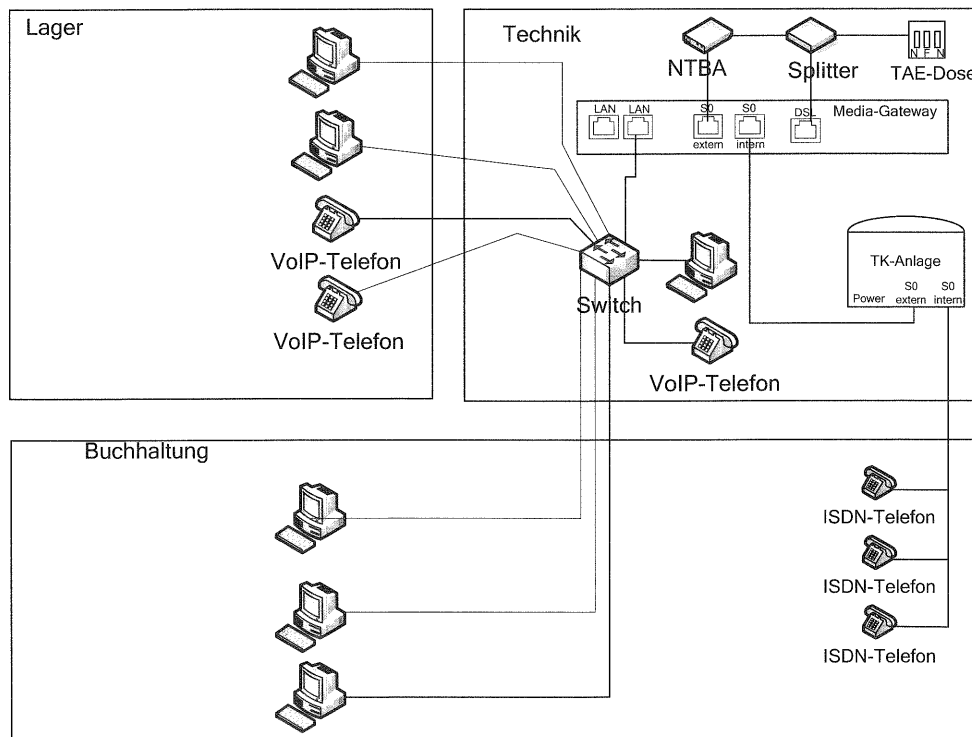 Lager
Technik
NTBA
Splitter
N F N
TAE-Dose
LAN
LAN
S0
extern
S0
intern
DSL
Media-Gateway
VoIP-Telefon
VoIP-Telefon
Switch
VoIP-Telefon
TK-Anlage
Power
S0
extern
S0
intern
Buchhaltung
ISDN-Telefon
ISDN-Telefon
ISDN-Telefon